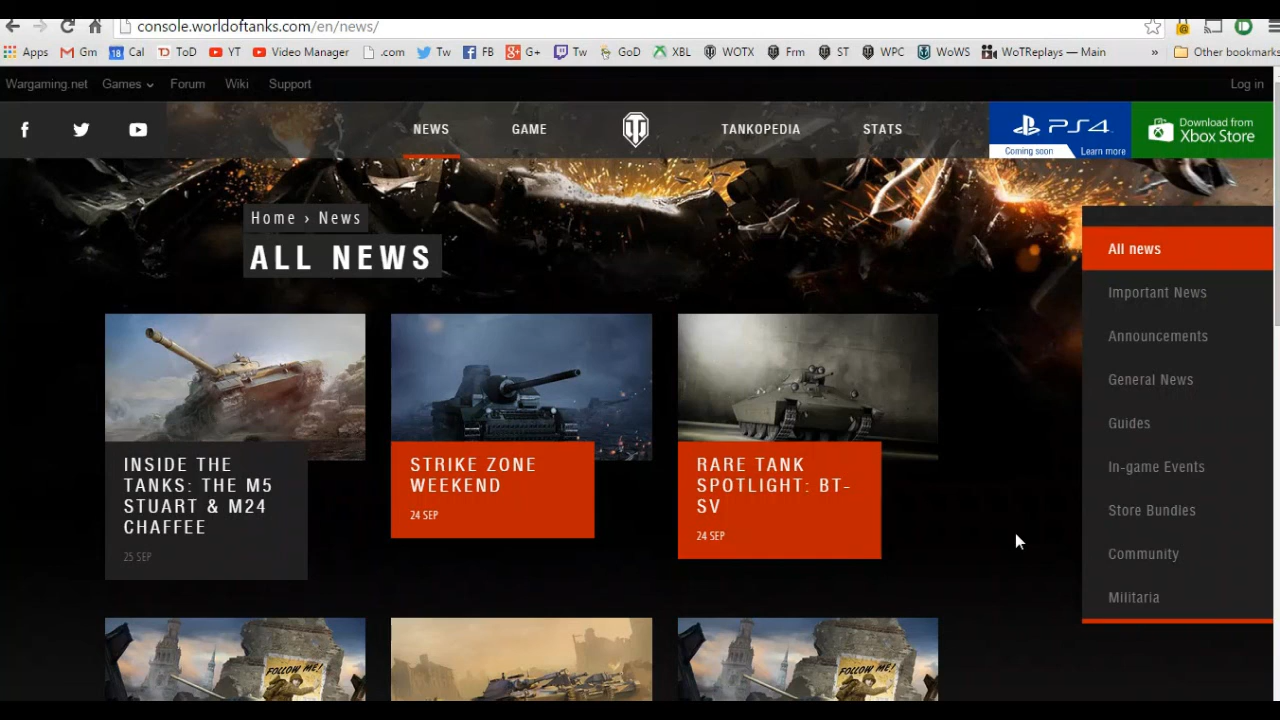 console.worldoftanks.com/en/news/
Apps Gm 18 Cal ToD YT Video Manager .com Tw FB G+ Tw GoD XBL WOTX Frm ST WPC WoWS WoTReplays — Main » Other bookmarks
Wargaming.net Games Forum Wiki Support Log in
NEWS GAME TANKOPEDIA STATS
PS4
Coming soon Learn more
Download from
Xbox Store
Home › News
ALL NEWS
All news
Important News
Announcements
General News
Guides
In-game Events
Store Bundles
Community
Militaria
INSIDE THE
TANKS: THE M5
STUART & M24
CHAFFEE
25 SEP
STRIKE ZONE
WEEKEND
24 SEP
RARE TANK
SPOTLIGHT: BT-
SV
24 SEP
FOLLOW ME!
FOLLOW ME!